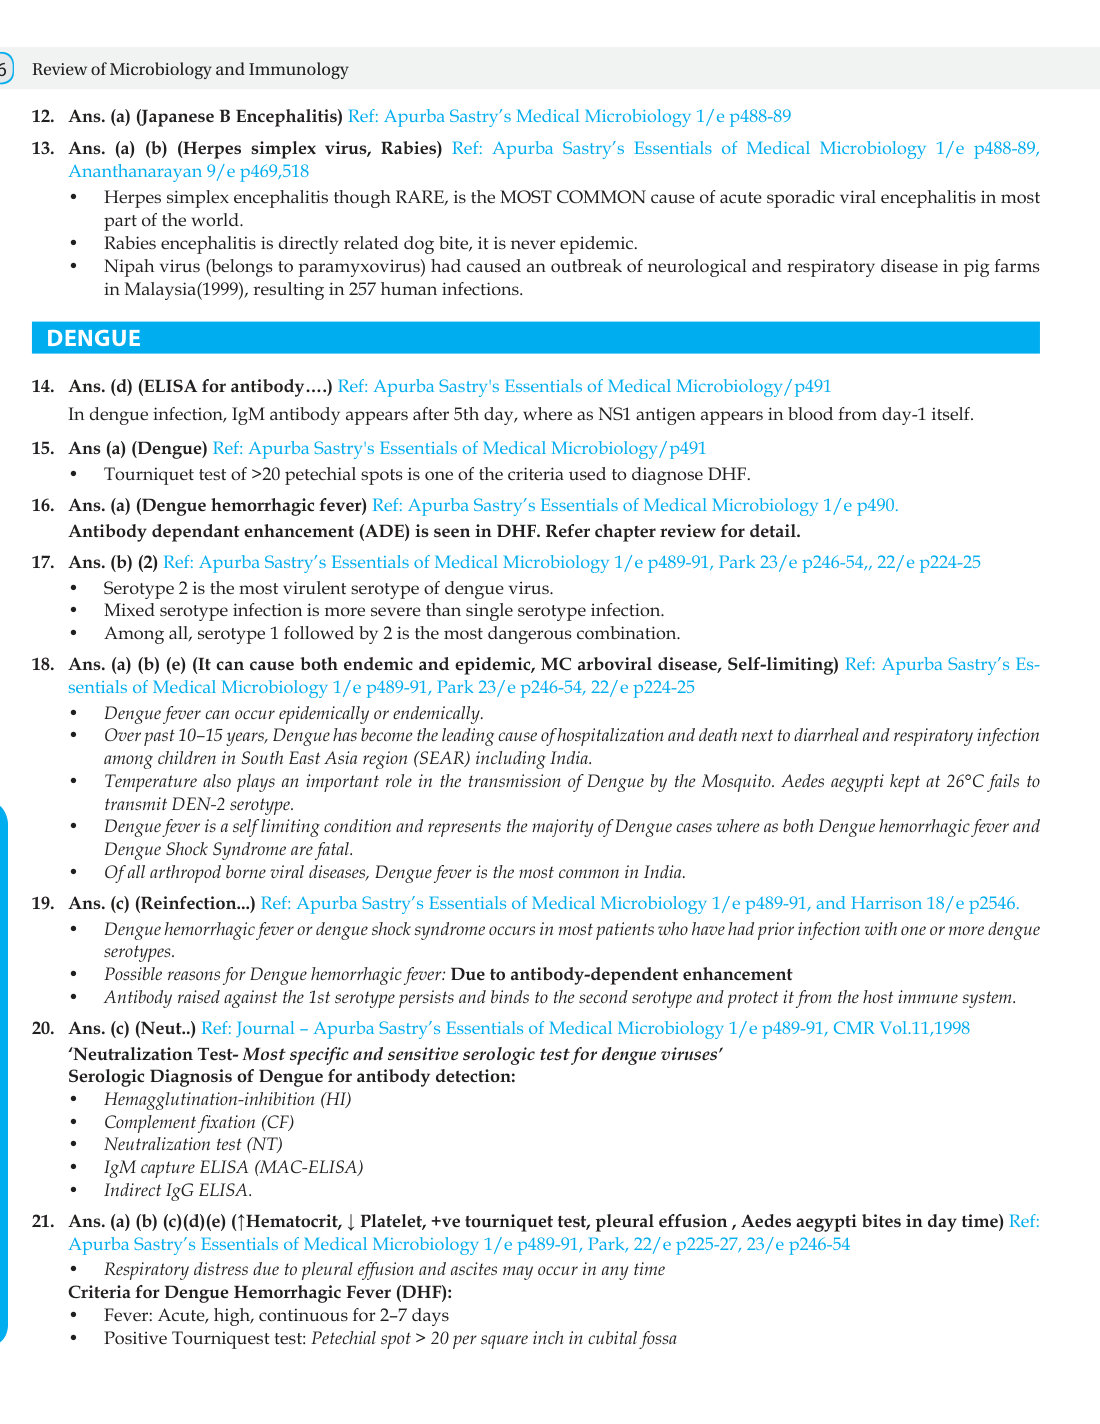 6 Review of Microbiology and Immunology
12. Ans. (a) (Japanese B Encephalitis) Ref: Apurba Sastry’s Medical Microbiology 1/e p488-89
13. Ans. (a) (b) (Herpes simplex virus, Rabies) Ref: Apurba Sastry’s Essentials of Medical Microbiology 1/e p488-89,
Ananthanarayan 9/e p469,518
• Herpes simplex encephalitis though RARE, is the MOST COMMON cause of acute sporadic viral encephalitis in most
part of the world.
• Rabies encephalitis is directly related dog bite, it is never epidemic.
• Nipah virus (belongs to paramyxovirus) had caused an outbreak of neurological and respiratory disease in pig farms
in Malaysia(1999), resulting in 257 human infections.
DENGUE
14. Ans. (d) (ELISA for antibody….) Ref: Apurba Sastry's Essentials of Medical Microbiology/p491
In dengue infection, IgM antibody appears after 5th day, where as NS1 antigen appears in blood from day-1 itself.
15. Ans (a) (Dengue) Ref: Apurba Sastry's Essentials of Medical Microbiology/p491
• Tourniquet test of >20 petechial spots is one of the criteria used to diagnose DHF.
16. Ans. (a) (Dengue hemorrhagic fever) Ref: Apurba Sastry’s Essentials of Medical Microbiology 1/e p490.
Antibody dependant enhancement (ADE) is seen in DHF. Refer chapter review for detail.
17. Ans. (b) (2) Ref: Apurba Sastry’s Essentials of Medical Microbiology 1/e p489-91, Park 23/e p246-54,, 22/e p224-25
• Serotype 2 is the most virulent serotype of dengue virus.
• Mixed serotype infection is more severe than single serotype infection.
• Among all, serotype 1 followed by 2 is the most dangerous combination.
18. Ans. (a) (b) (e) (It can cause both endemic and epidemic, MC arboviral disease, Self-limiting) Ref: Apurba Sastry’s Es-
sentials of Medical Microbiology 1/e p489-91, Park 23/e p246-54, 22/e p224-25
• Dengue fever can occur epidemically or endemically.
• Over past 10–15 years, Dengue has become the leading cause of hospitalization and death next to diarrheal and respiratory infection
among children in South East Asia region (SEAR) including India.
• Temperature also plays an important role in the transmission of Dengue by the Mosquito. Aedes aegypti kept at 26°C fails to
transmit DEN-2 serotype.
• Dengue fever is a self limiting condition and represents the majority of Dengue cases where as both Dengue hemorrhagic fever and
Dengue Shock Syndrome are fatal.
• Of all arthropod borne viral diseases, Dengue fever is the most common in India.
19. Ans. (c) (Reinfection...) Ref: Apurba Sastry’s Essentials of Medical Microbiology 1/e p489-91, and Harrison 18/e p2546.
• Dengue hemorrhagic fever or dengue shock syndrome occurs in most patients who have had prior infection with one or more dengue
serotypes.
• Possible reasons for Dengue hemorrhagic fever: Due to antibody-dependent enhancement
• Antibody raised against the 1st serotype persists and binds to the second serotype and protect it from the host immune system.
20. Ans. (c) (Neut..) Ref: Journal – Apurba Sastry’s Essentials of Medical Microbiology 1/e p489-91, CMR Vol.11,1998
‘Neutralization Test- Most specific and sensitive serologic test for dengue viruses’
Serologic Diagnosis of Dengue for antibody detection:
• Hemagglutination-inhibition (HI)
• Complement fixation (CF)
• Neutralization test (NT)
• IgM capture ELISA (MAC-ELISA)
• Indirect IgG ELISA.
21. Ans. (a) (b) (c)(d)(e) (↑Hematocrit, ↓ Platelet, +ve tourniquet test, pleural effusion , Aedes aegypti bites in day time) Ref:
Apurba Sastry’s Essentials of Medical Microbiology 1/e p489-91, Park, 22/e p225-27, 23/e p246-54
• Respiratory distress due to pleural effusion and ascites may occur in any time
Criteria for Dengue Hemorrhagic Fever (DHF):
• Fever: Acute, high, continuous for 2–7 days
• Positive Tourniquest test: Petechial spot > 20 per square inch in cubital fossa